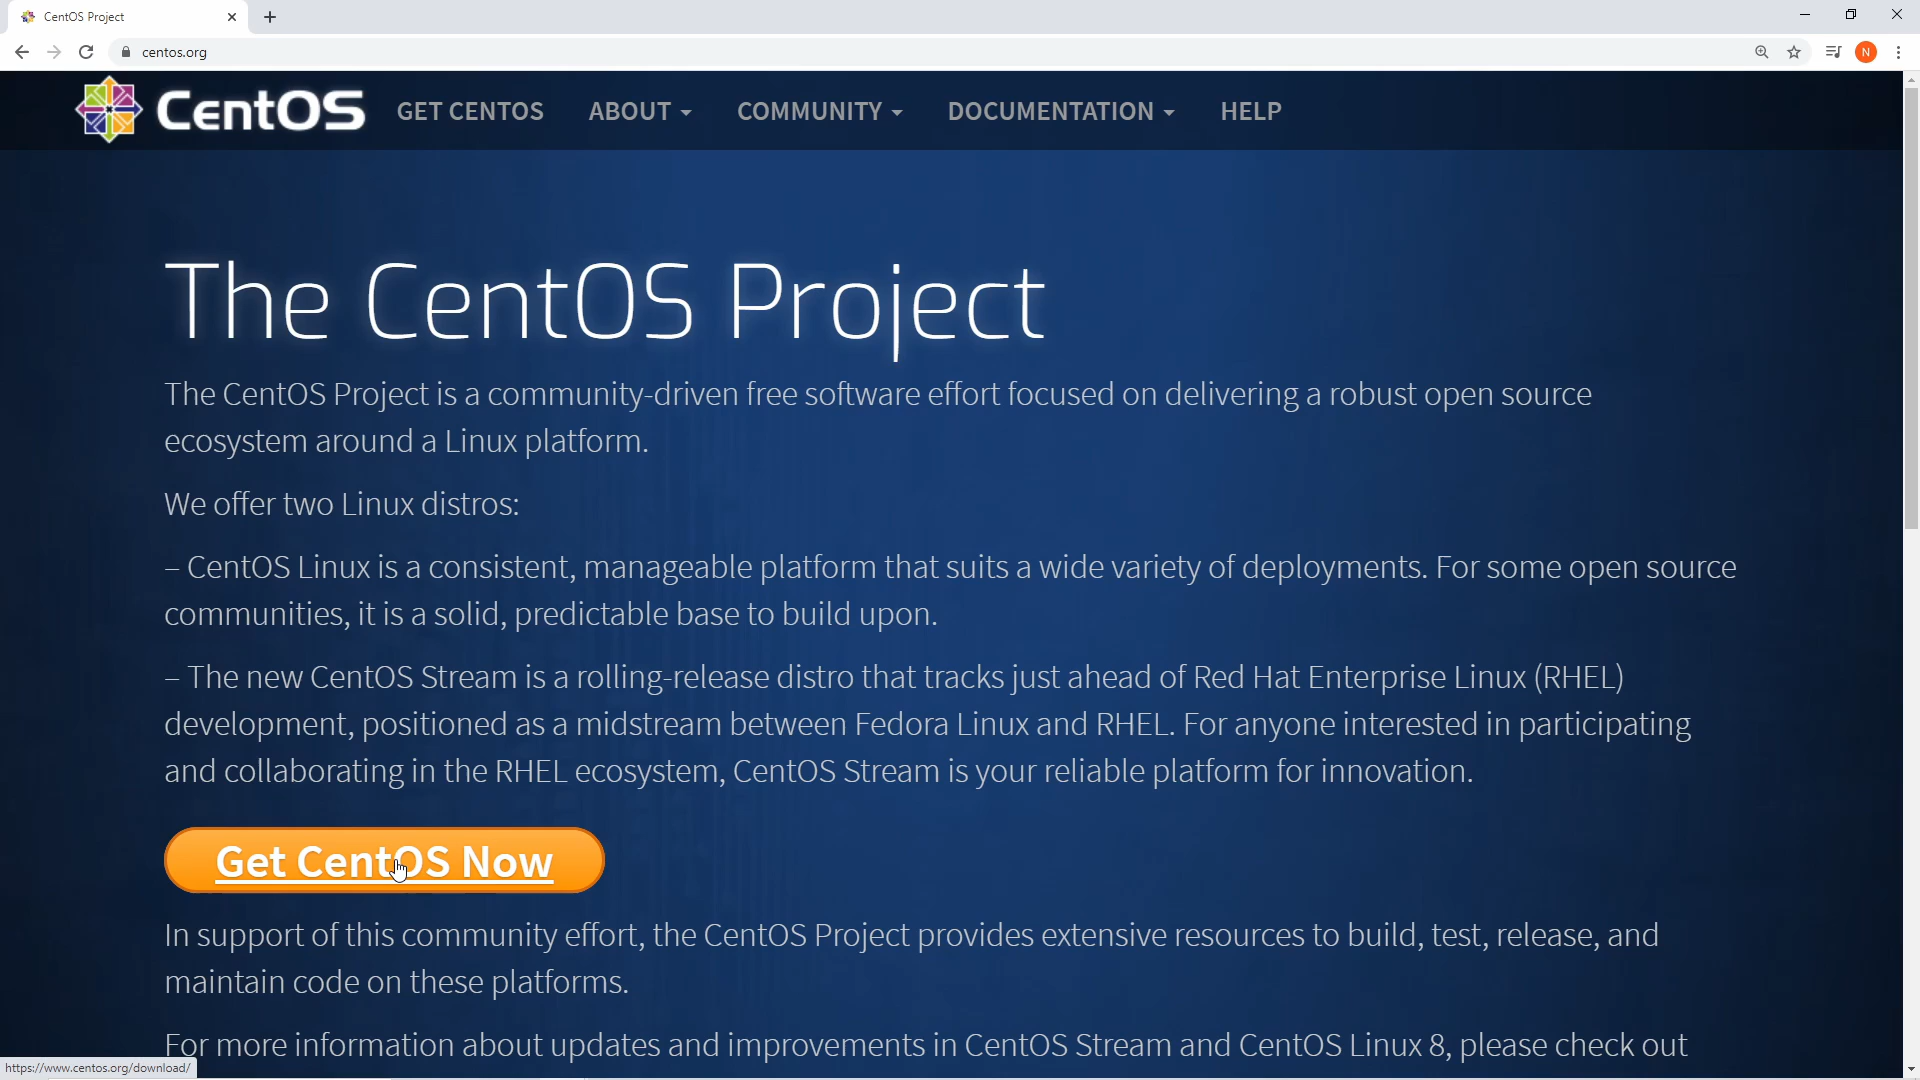 CentOS Project
centos.org
N
CentOS GET CENTOS ABOUT COMMUNITY DOCUMENTATION HELP
The CentOS Project
The CentOS Project is a community-driven free software effort focused on delivering a robust open source
ecosystem around a Linux platform.
We offer two Linux distros:
– CentOS Linux is a consistent, manageable platform that suits a wide variety of deployments. For some open source
communities, it is a solid, predictable base to build upon.
– The new CentOS Stream is a rolling-release distro that tracks just ahead of Red Hat Enterprise Linux (RHEL)
development, positioned as a midstream between Fedora Linux and RHEL. For anyone interested in participating
and collaborating in the RHEL ecosystem, CentOS Stream is your reliable platform for innovation.
Get CentOS Now
In support of this community effort, the CentOS Project provides extensive resources to build, test, release, and
maintain code on these platforms.
For more information about updates and improvements in CentOS Stream and CentOS Linux 8, please check out
https://www.centos.org/download/